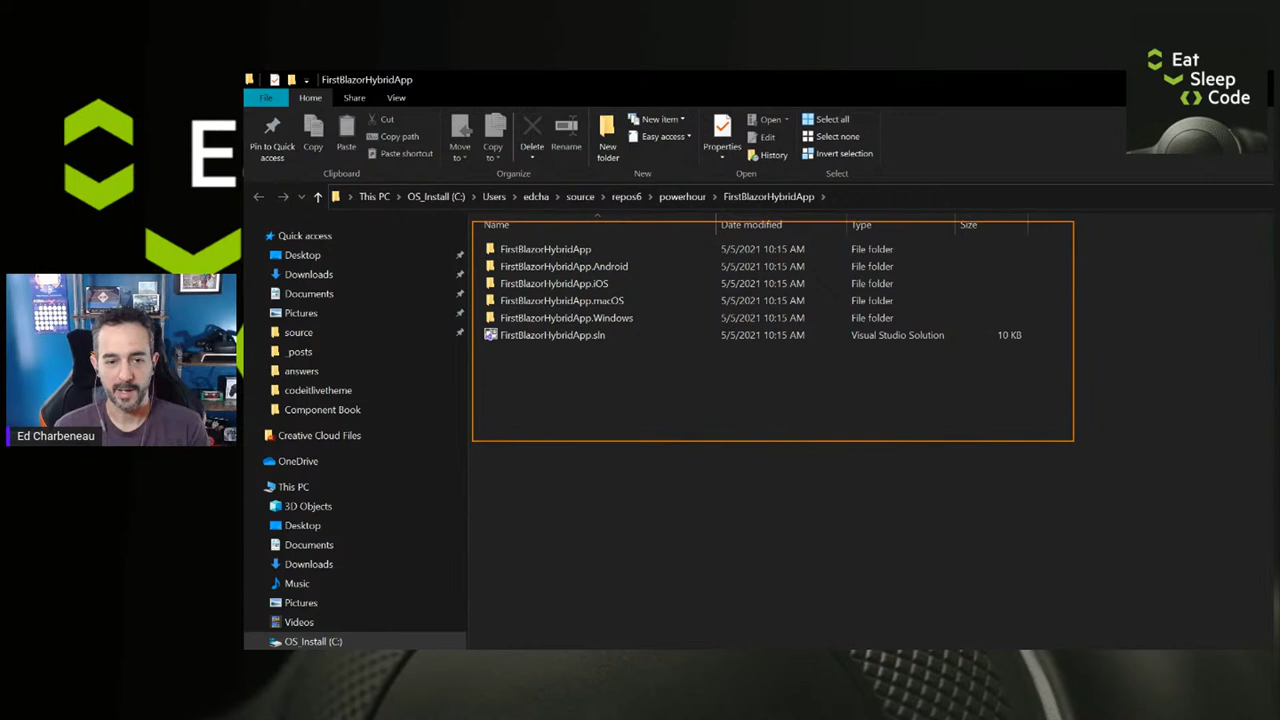 Eat
Sleep
Code
E
FirstBlazorHybridApp
File
Home
Share
View
Pin to Quick
access
Copy
Paste
Cut
Copy path
Paste shortcut
Clipboard
Move
to
Copy
to
Delete
Rename
Organize
New
folder
New item
Easy access
New
Properties
Open
Edit
History
Open
Select all
Select none
Invert selection
Select
This PC
OS_Install (C:)
Users
edcha
source
repos6
powerhour
FirstBlazorHybridApp
Quick access
Desktop
Downloads
Documents
Pictures
source
_posts
answers
codeitlivetheme
Component Book
Creative Cloud Files
OneDrive
This PC
3D Objects
Desktop
Documents
Downloads
Music
Pictures
Videos
OS_Install (C:)
Name Date modified Type Size
FirstBlazorHybridApp 5/5/2021 10:15 AM File folder
FirstBlazorHybridApp.Android 5/5/2021 10:15 AM File folder
FirstBlazorHybridApp.iOS 5/5/2021 10:15 AM File folder
FirstBlazorHybridApp.macOS 5/5/2021 10:15 AM File folder
FirstBlazorHybridApp.Windows 5/5/2021 10:15 AM File folder
FirstBlazorHybridApp.sln 5/5/2021 10:15 AM Visual Studio Solution 10 KB
Ed Charbeneau